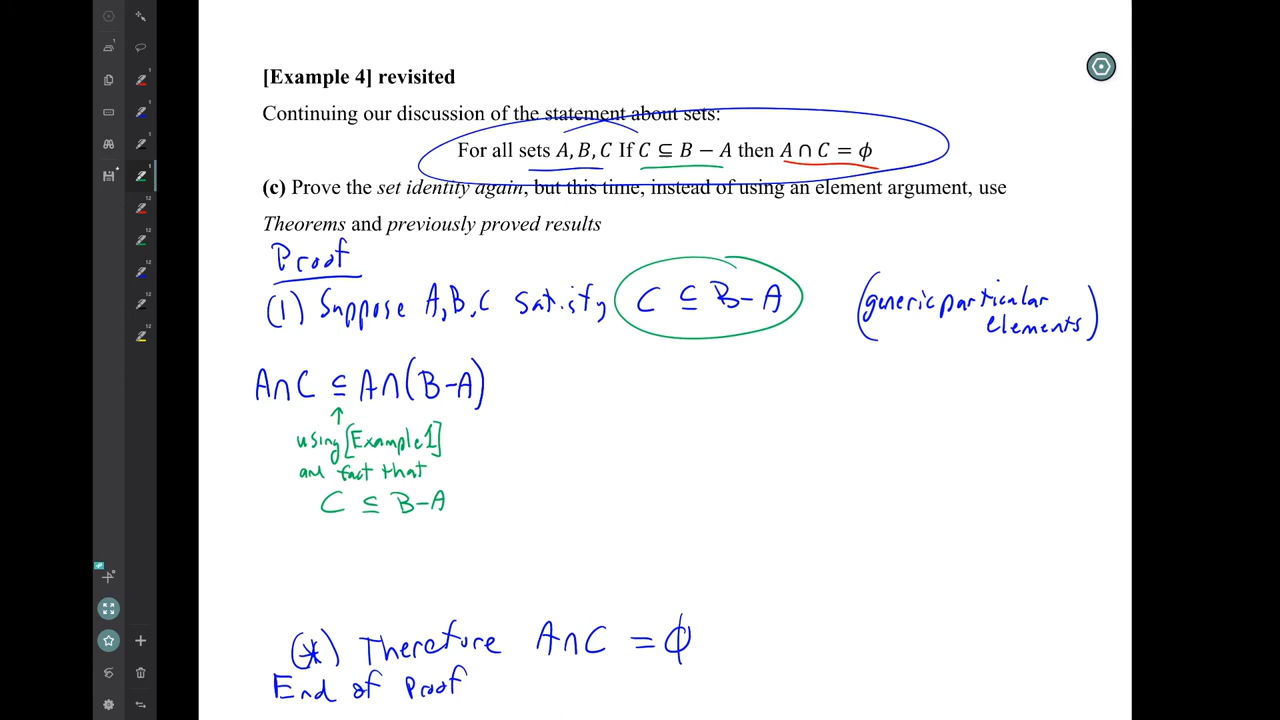 [Example 4] revisited
Continuing our discussion of the statement about sets:
For all sets A, B, C If C ⊆ B − A then A ∩ C = ϕ
(c) Prove the set identity again, but this time, instead of using an element argument, use
Theorems and previously proved results
Proof
(1) Suppose A, B, C satisfy C ⊆ B − A (generic particular
elements)
A∩C ⊆ A∩(B−A)
↑
using [Example 1]
and fact that
C ⊆ B−A
(*) Therefore A∩C = ϕ
End of Proof